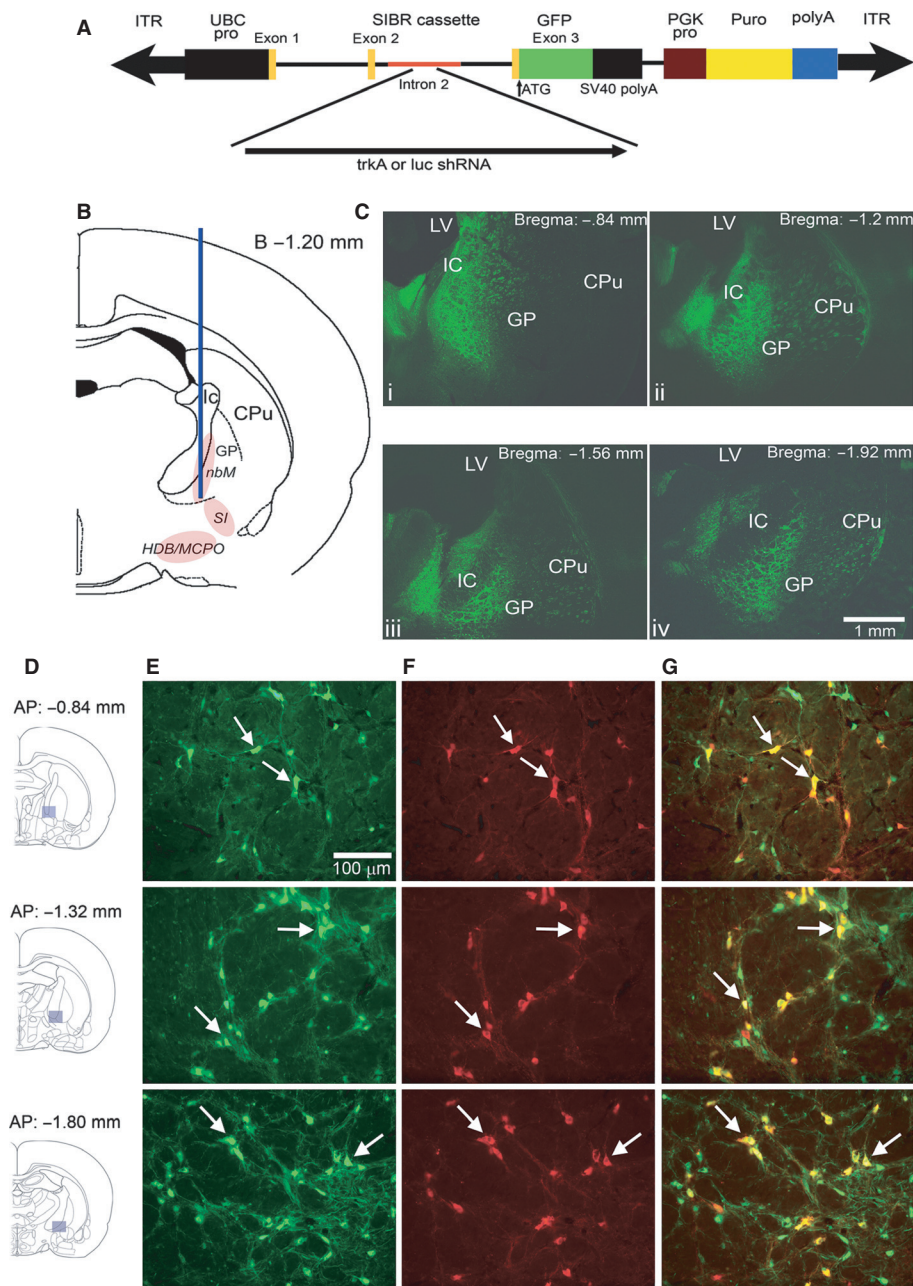 A
ITR
UBC pro
Exon 1
Exon 2
SIBR cassette
Intron 2
GFP
Exon 3
ATG
SV40 polyA
PGK pro
Puro
polyA
ITR
trkA or luc shRNA
B
B −1.20 mm
Ic
CPu
GP
nbM
SI
HDB/MCPO
C
LV
Bregma: −.84 mm
IC
CPu
GP
i
LV
Bregma: −1.2 mm
IC
CPu
GP
ii
LV
Bregma: −1.56 mm
IC
CPu
GP
iii
LV
Bregma: −1.92 mm
IC
CPu
GP
iv
1 mm
D
E
F
G
AP: −0.84 mm
100 µm
AP: −1.32 mm
AP: −1.80 mm